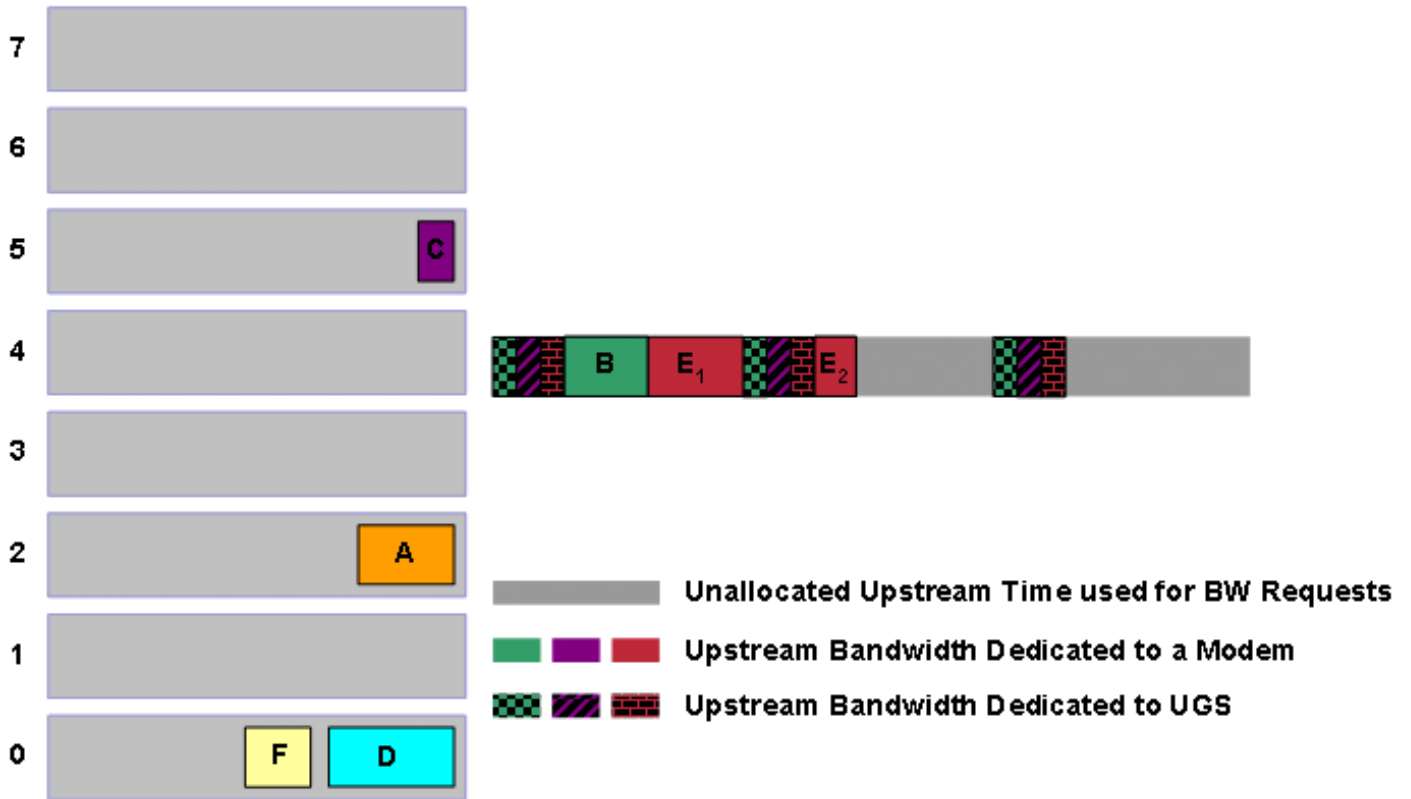 7
6
5
C
4
B E₁ E₂
3
2
A
Unallocated Upstream Time used for BW Requests
1
Upstream Bandwidth Dedicated to a Modem
Upstream Bandwidth Dedicated to UGS
0
F D